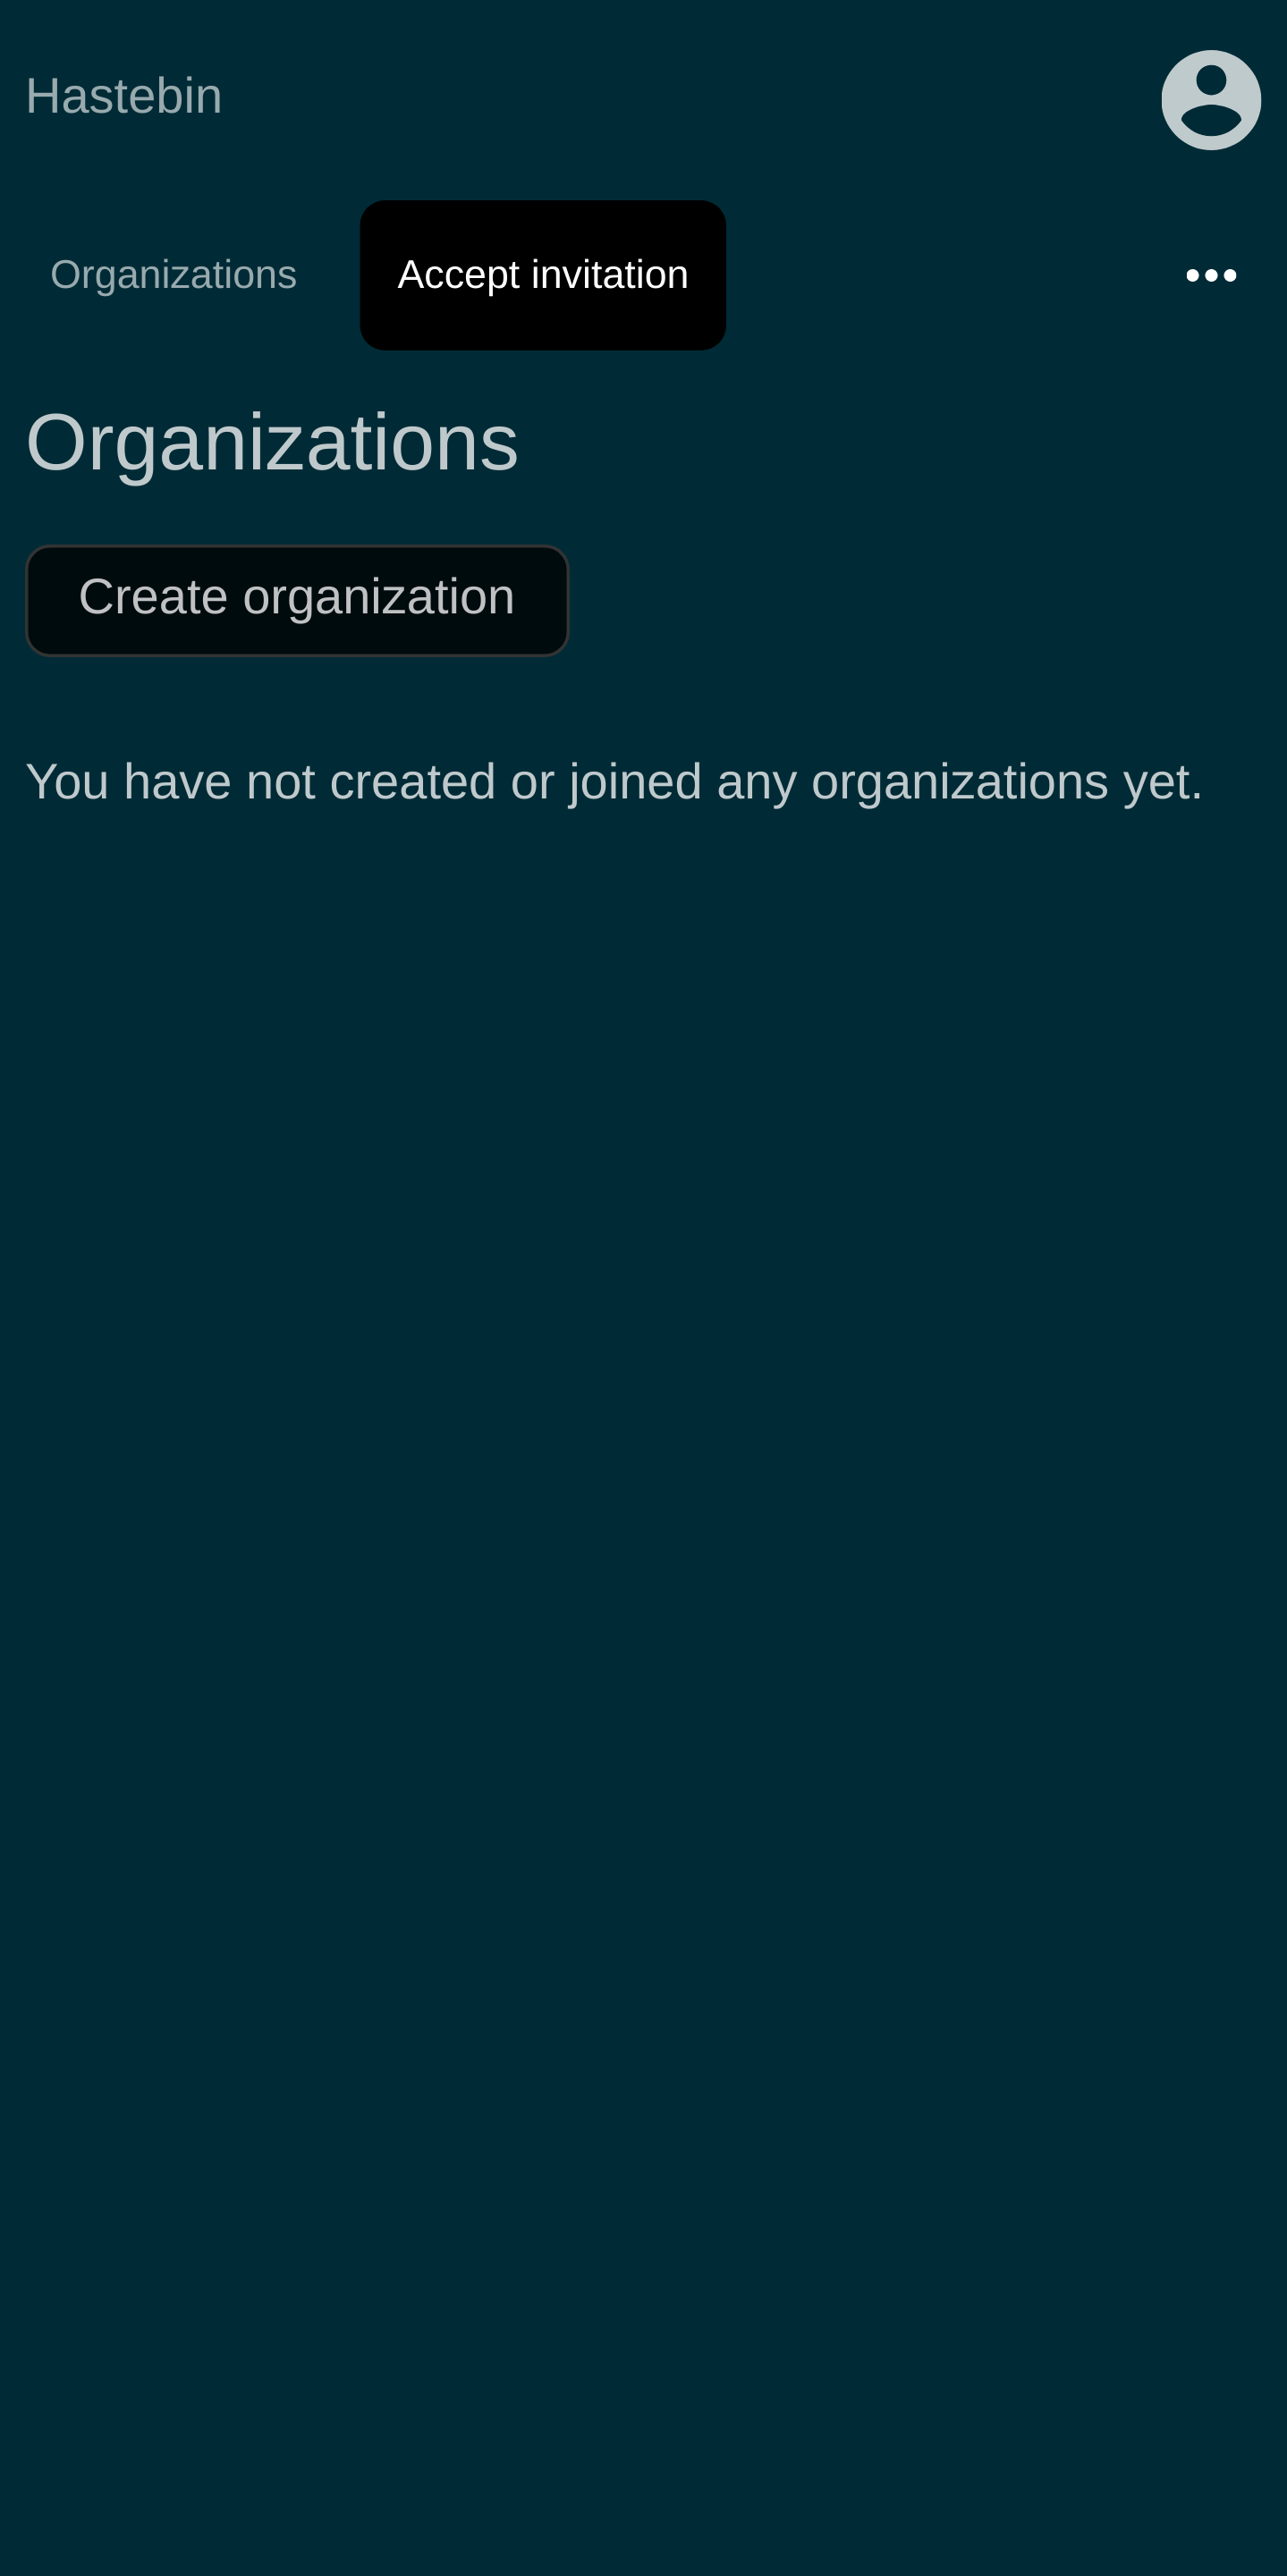 Hastebin
Organizations
Accept invitation
Organizations
Create organization
You have not created or joined any organizations yet.